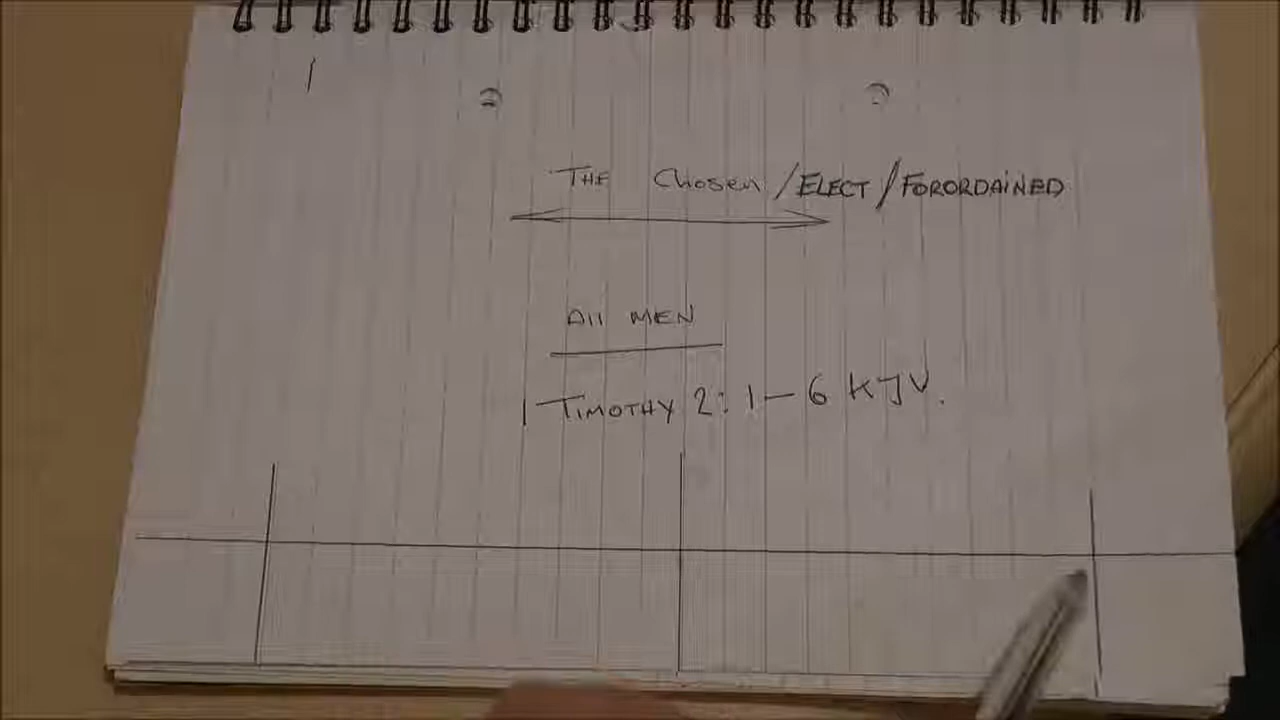 The Chosen / ELECT / FORORDAINED
All MEN
1 TIMOTHY 2:1-6 KJV.